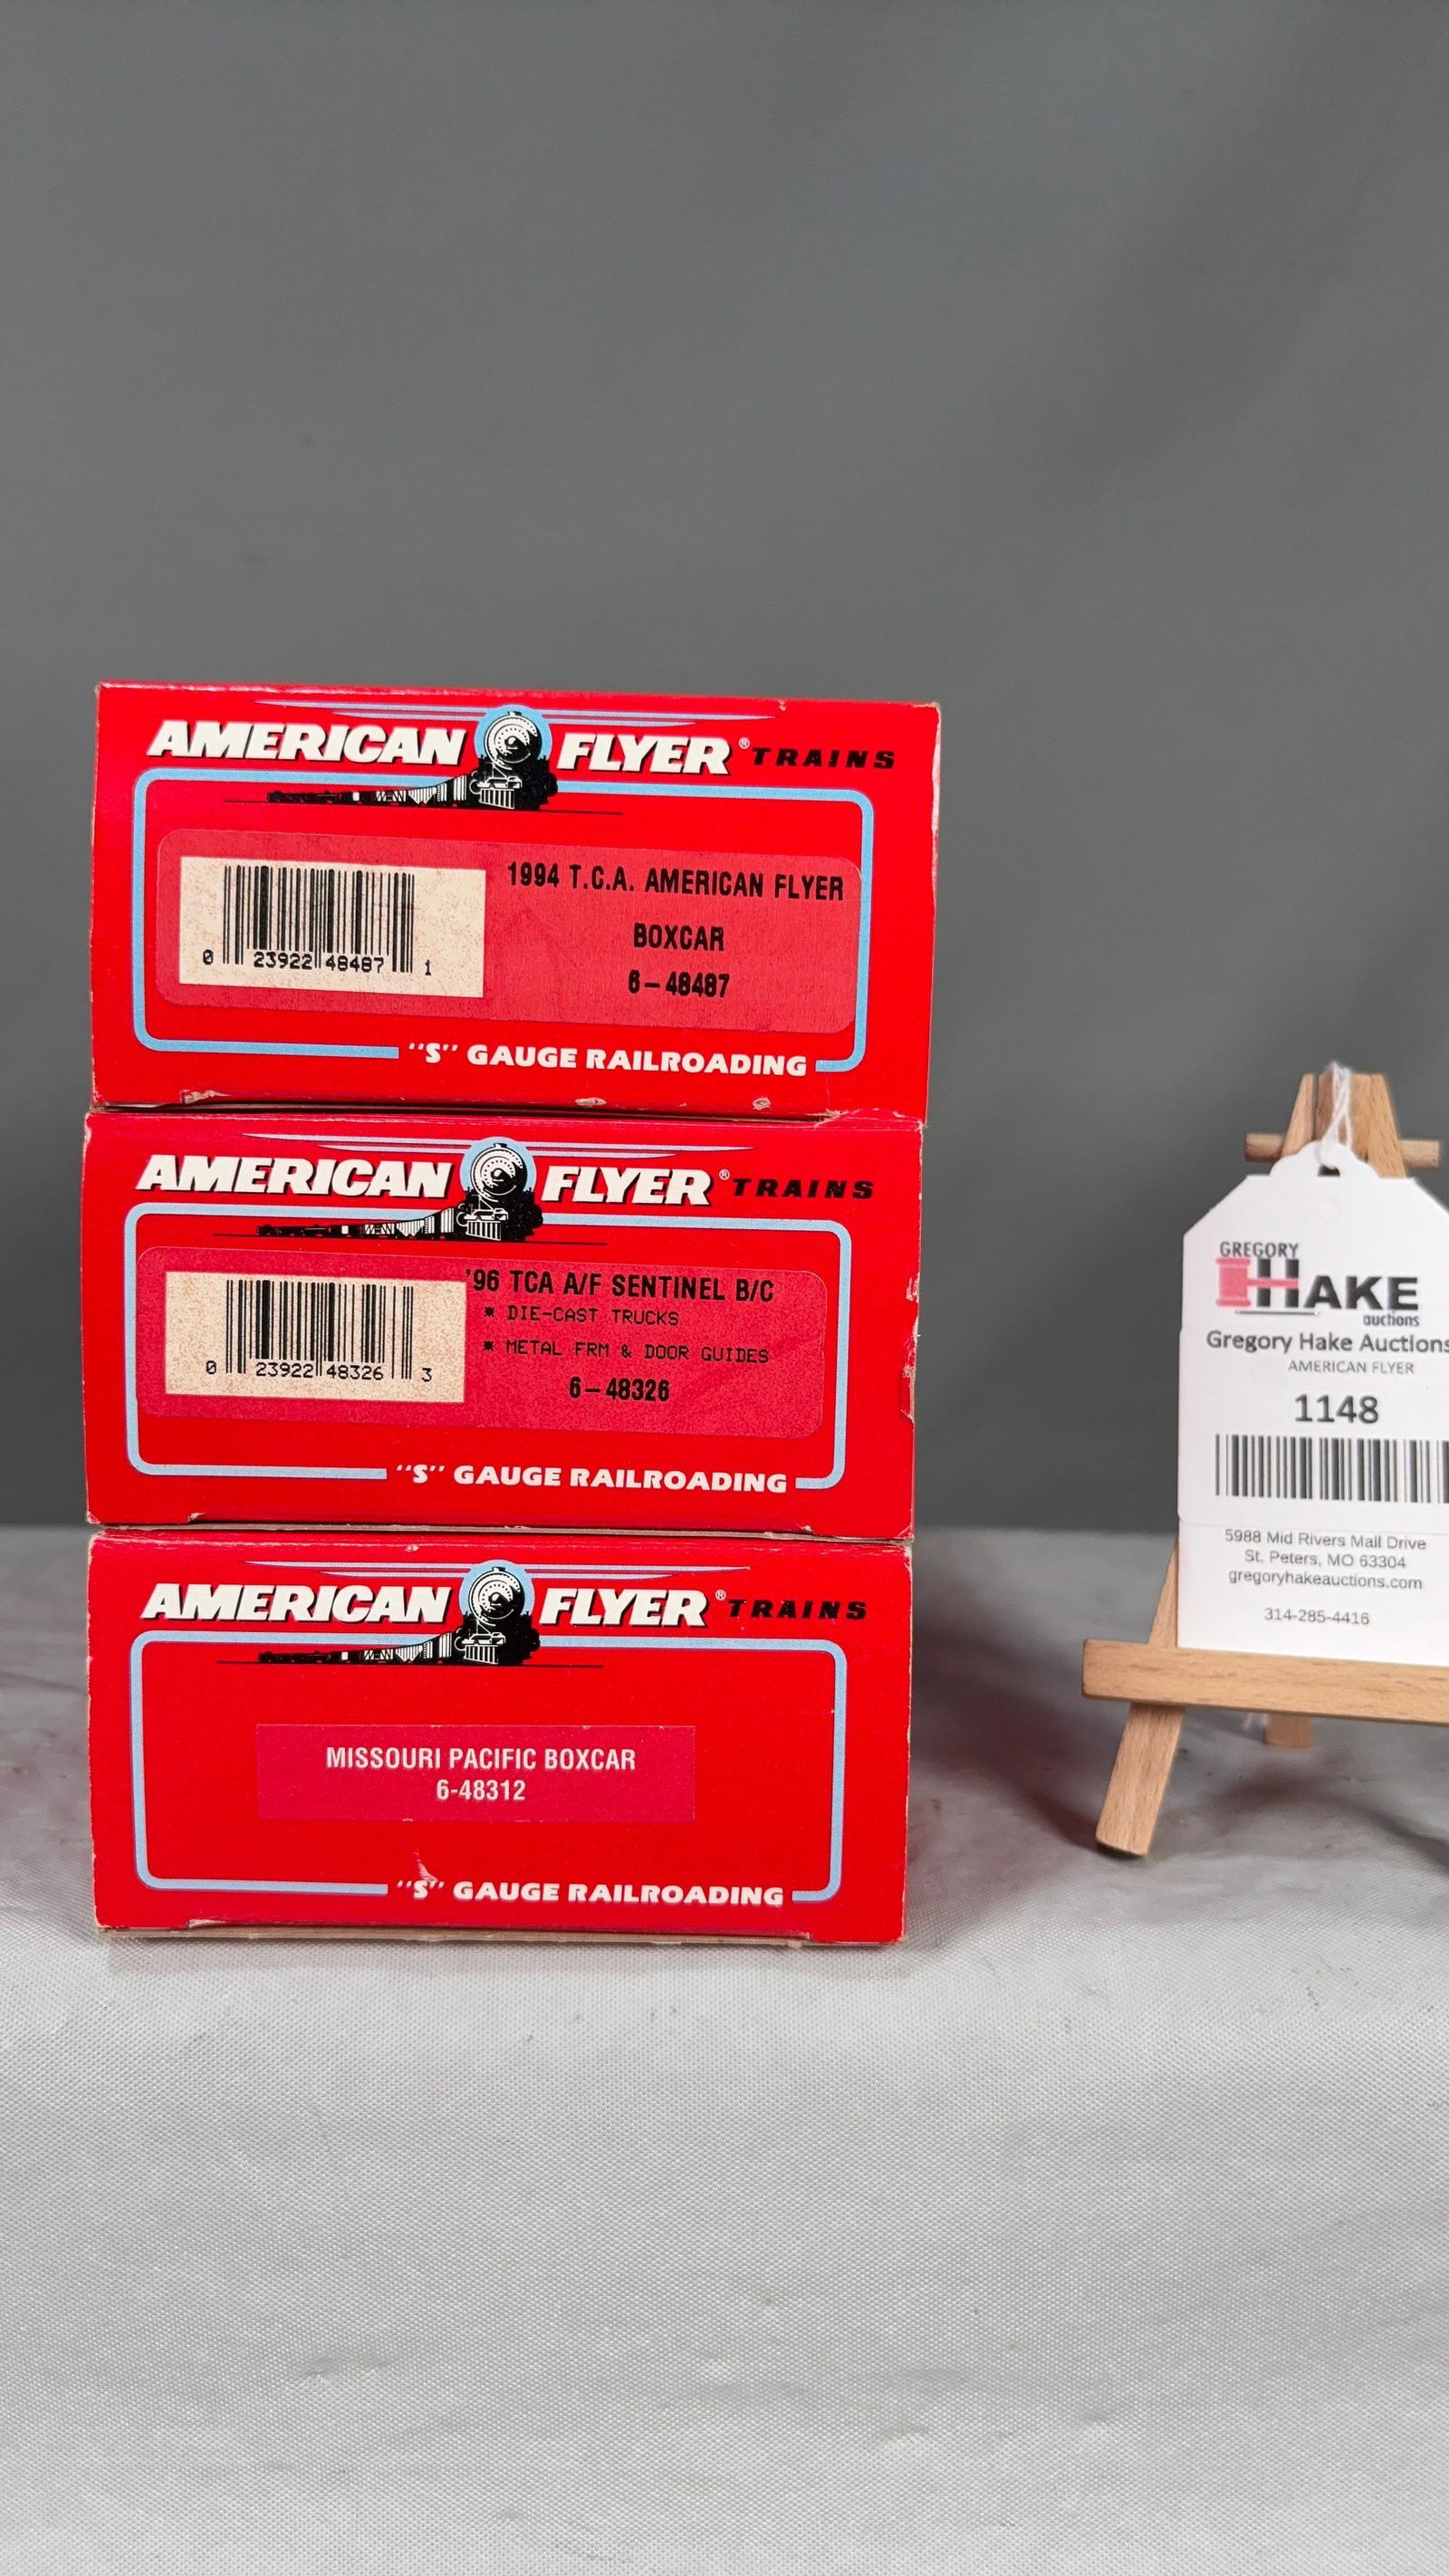 AMERICAN FLYER® TRAINS
1994 T.C.A. AMERICAN FLYER
BOXCAR
6-48487
0 23922 48487 1
"S" GAUGE RAILROADING
AMERICAN FLYER® TRAINS
'96 TCA A/F SENTINEL B/C
* DIE-CAST TRUCKS
* METAL FRM & DOOR GUIDES
6-48326
0 23922 48326 3
"S" GAUGE RAILROADING
AMERICAN FLYER® TRAINS
MISSOURI PACIFIC BOXCAR
6-48312
"S" GAUGE RAILROADING
GREGORY
HAKE
auctions
Gregory Hake Auctions
AMERICAN FLYER
1148
5988 Mid Rivers Mall Drive
St. Peters, MO 63304
gregoryhakeauctions.com
314-285-4416